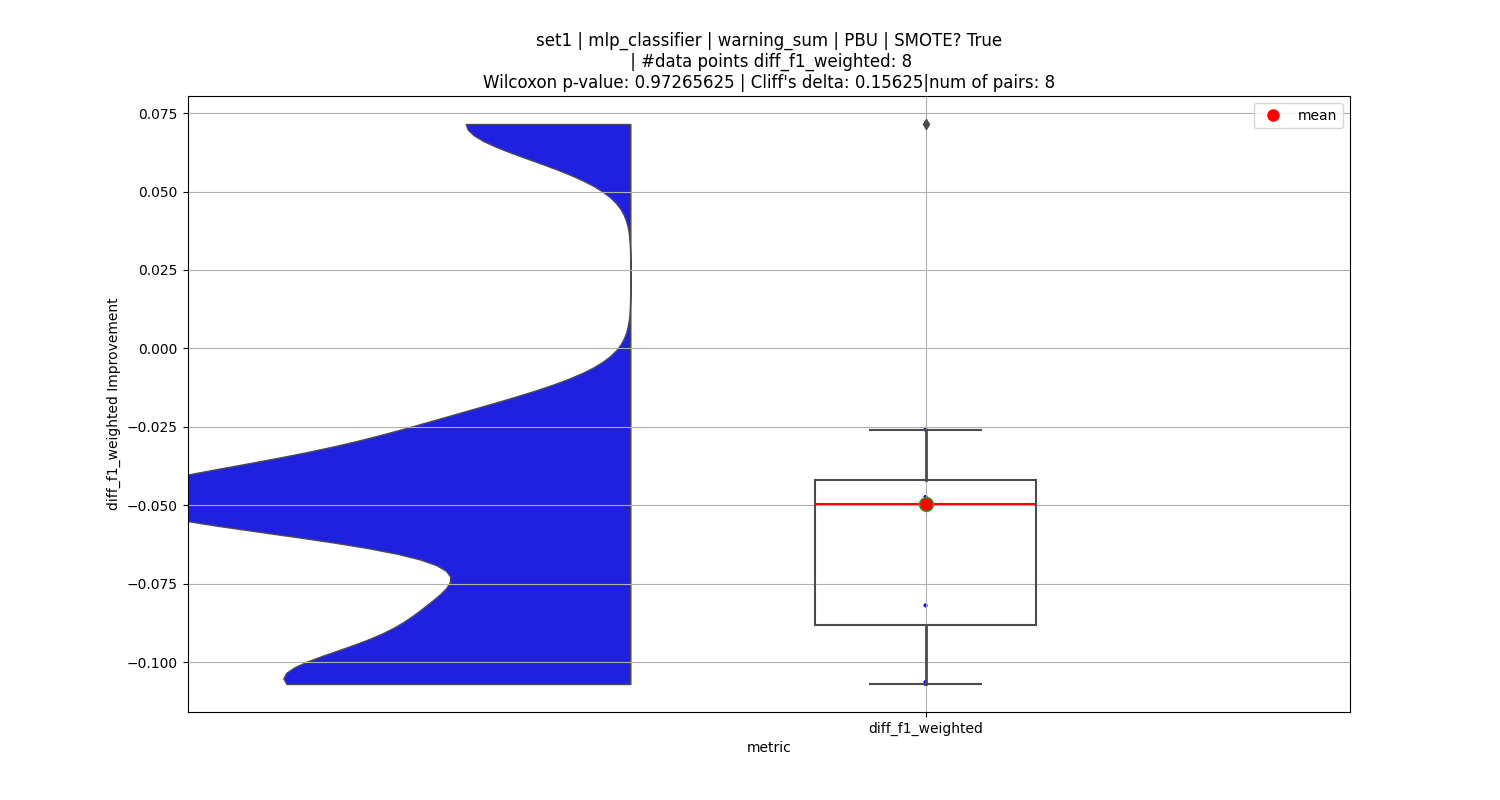 set1 | mlp_classifier | warning_sum | PBU | SMOTE? True
| #data points diff_f1_weighted: 8
Wilcoxon p-value: 0.97265625 | Cliff's delta: 0.15625|num of pairs: 8
mean
0.075
0.050
0.025
0.000
−0.025
−0.050
−0.075
−0.100
diff_f1_weighted Improvement
diff_f1_weighted
metric